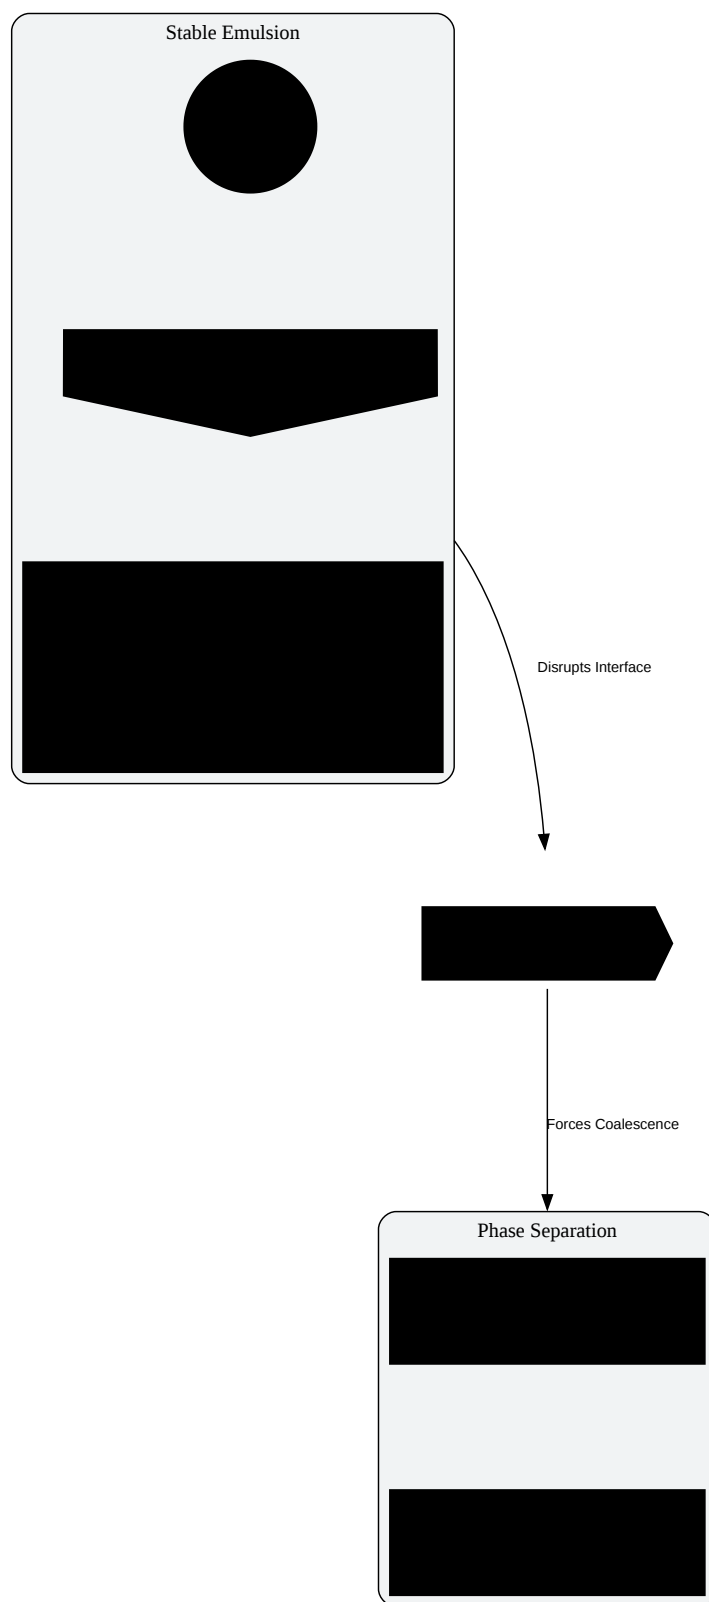 Stable Emulsion
Disrupts Interface
Forces Coalescence
Phase Separation